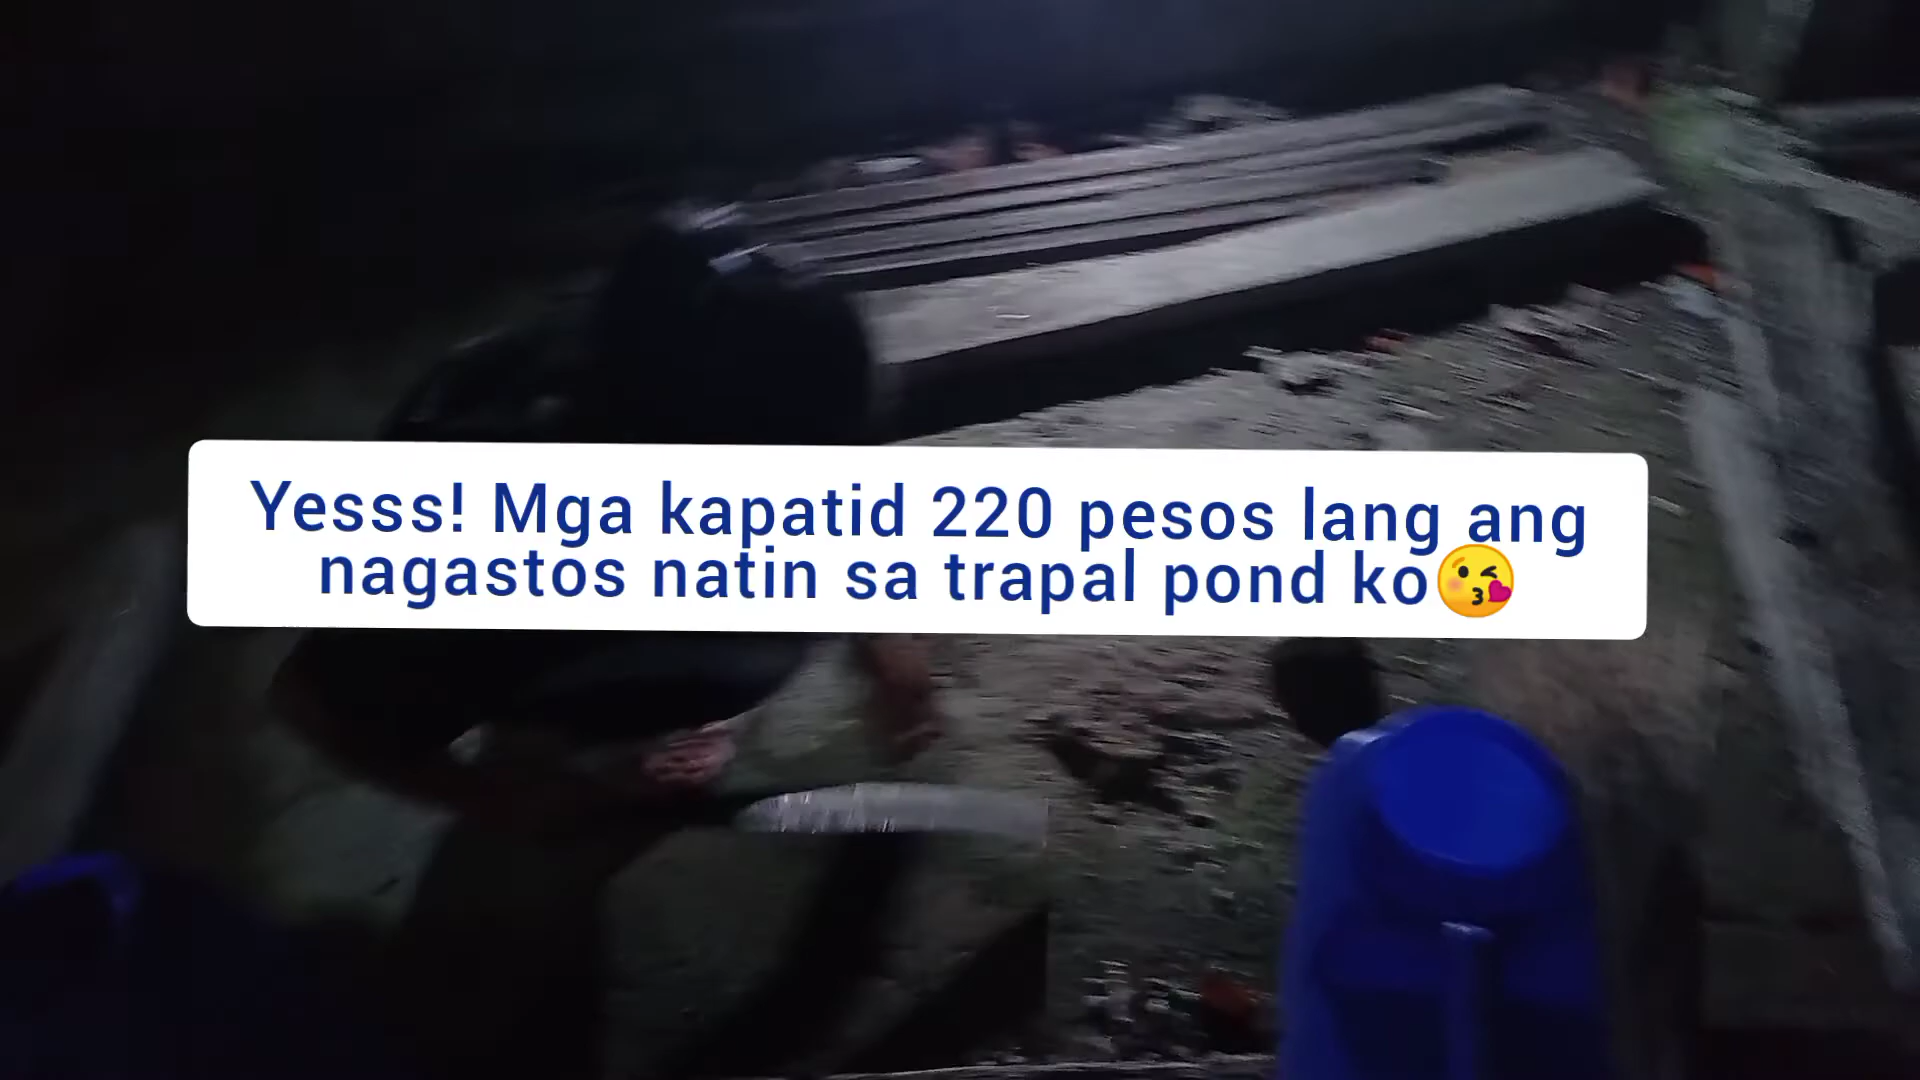 Yesss! Mga kapatid 220 pesos lang ang
nagastos natin sa trapal pond ko😘